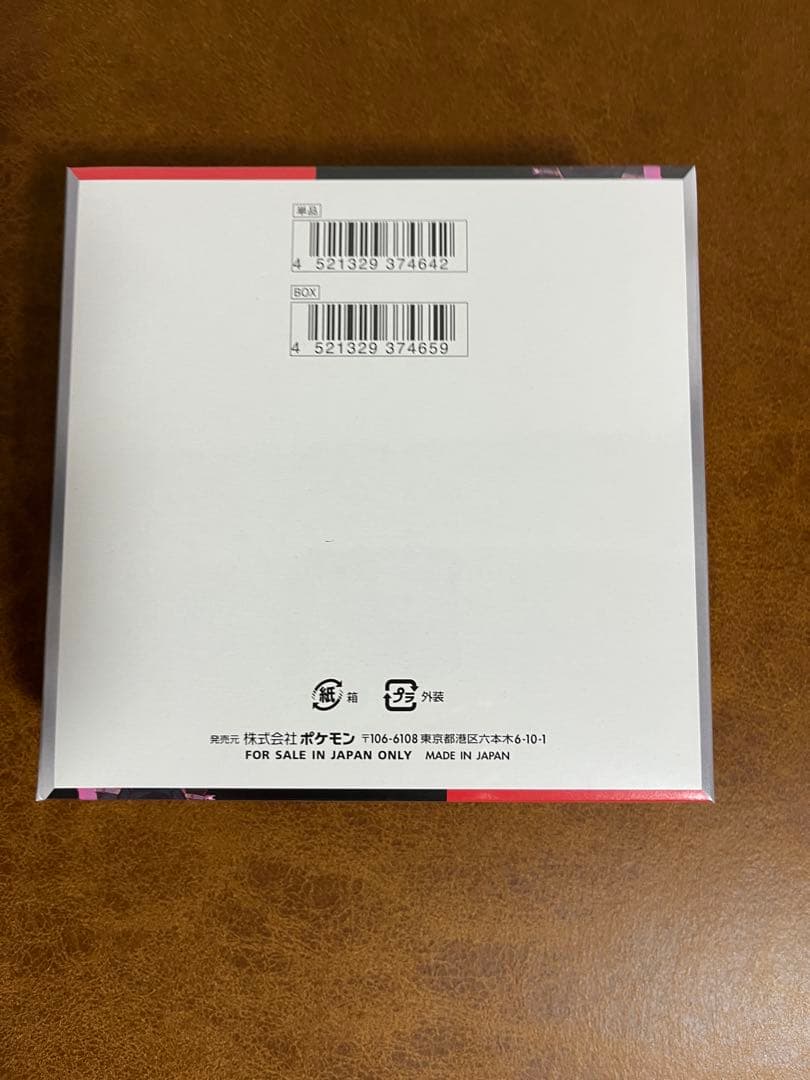 単品
4 521329 374642
BOX
4 521329 374659
紙 箱 プラ 外装
発売元 株式会社ポケモン 〒106-6108 東京都港区六本木6-10-1
FOR SALE IN JAPAN ONLY MADE IN JAPAN